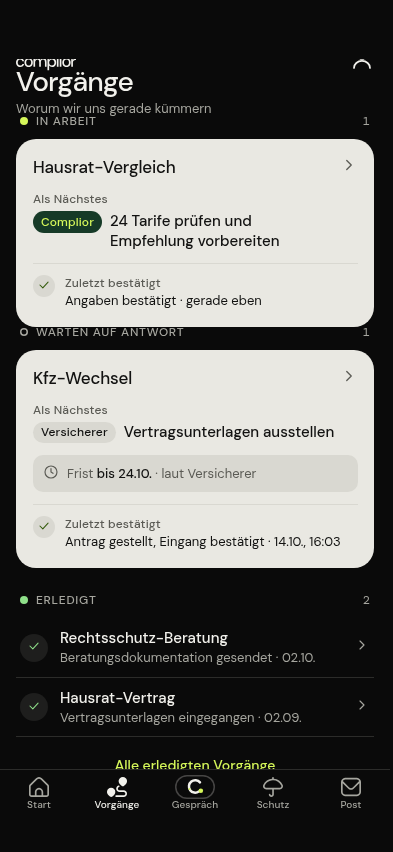 complior
Vorgänge
Worum wir uns gerade kümmern
IN ARBEIT 1
Hausrat-Vergleich
Als Nächstes
Complior 24 Tarife prüfen und
Empfehlung vorbereiten
Zuletzt bestätigt
Angaben bestätigt · gerade eben
WARTEN AUF ANTWORT 1
Kfz-Wechsel
Als Nächstes
Versicherer Vertragsunterlagen ausstellen
Frist bis 24.10. · laut Versicherer
Zuletzt bestätigt
Antrag gestellt, Eingang bestätigt · 14.10., 16:03
ERLEDIGT 2
Rechtsschutz-Beratung
Beratungsdokumentation gesendet · 02.10.
Hausrat-Vertrag
Vertragsunterlagen eingegangen · 02.09.
Alle erledigten Vorgänge
Start Vorgänge Gespräch Schutz Post